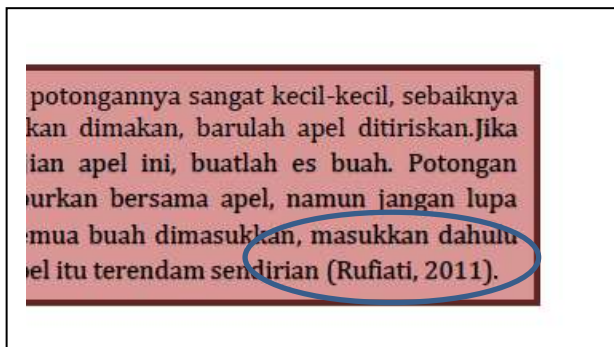 potongannya sangat kecil-kecil, sebaiknya
kan dimakan, barulah apel ditiriskan.Jika
jian apel ini, buatlah es buah. Potongan
purkan bersama apel, namun jangan lupa
emua buah dimasukkan, masukkan dahulu
el itu terendam sendirian (Rufiati, 2011).